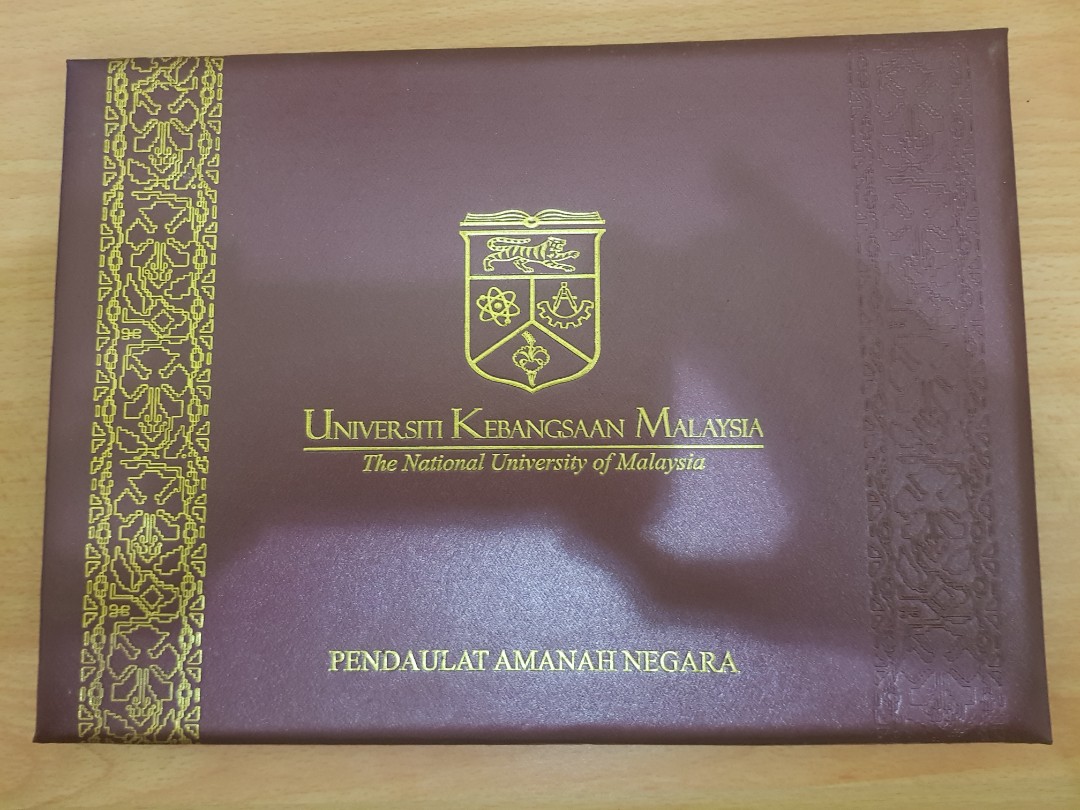 UNIVERSITI KEBANGSAAN MALAYSIA
The National University of Malaysia
PENDAULAT AMANAH NEGARA